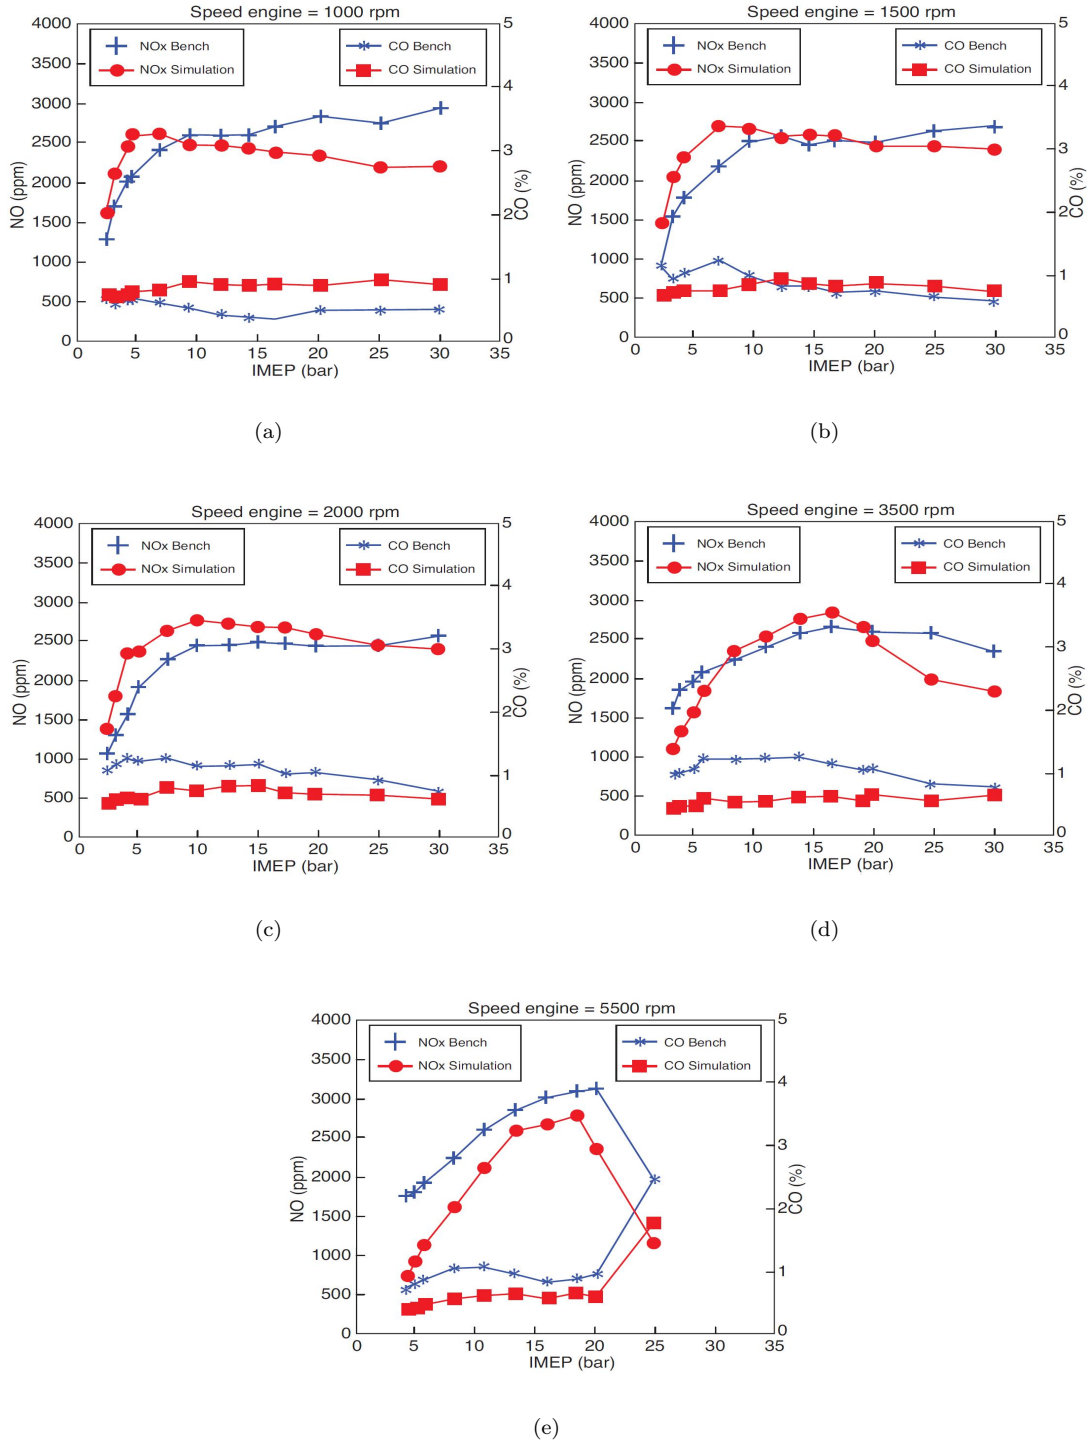 Speed engine = 1000 rpm
4000
3500
3000
2500
2000
1500
1000
500
0
NO (ppm)
NOx Bench
NOx Simulation
CO Bench
CO Simulation
5
4
3
2
1
0
CO (%)
0 5 10 15 20 25 30 35
IMEP (bar)
(a)
Speed engine = 1500 rpm
4000
3500
3000
2500
2000
1500
1000
500
0
NO (ppm)
NOx Bench
NOx Simulation
CO Bench
CO Simulation
5
4
3
2
1
0
CO (%)
0 5 10 15 20 25 30 35
IMEP (bar)
(b)
Speed engine = 2000 rpm
4000
3500
3000
2500
2000
1500
1000
500
0
NO (ppm)
NOx Bench
NOx Simulation
CO Bench
CO Simulation
5
4
3
2
1
0
CO (%)
0 5 10 15 20 25 30 35
IMEP (bar)
(c)
Speed engine = 3500 rpm
4000
3500
3000
2500
2000
1500
1000
500
0
NO (ppm)
NOx Bench
NOx Simulation
CO Bench
CO Simulation
5
4
3
2
1
0
CO (%)
0 5 10 15 20 25 30 35
IMEP (bar)
(d)
Speed engine = 5500 rpm
4000
3500
3000
2500
2000
1500
1000
500
0
NO (ppm)
NOx Bench
NOx Simulation
CO Bench
CO Simulation
5
4
3
2
1
0
CO (%)
0 5 10 15 20 25 30 35
IMEP (bar)
(e)